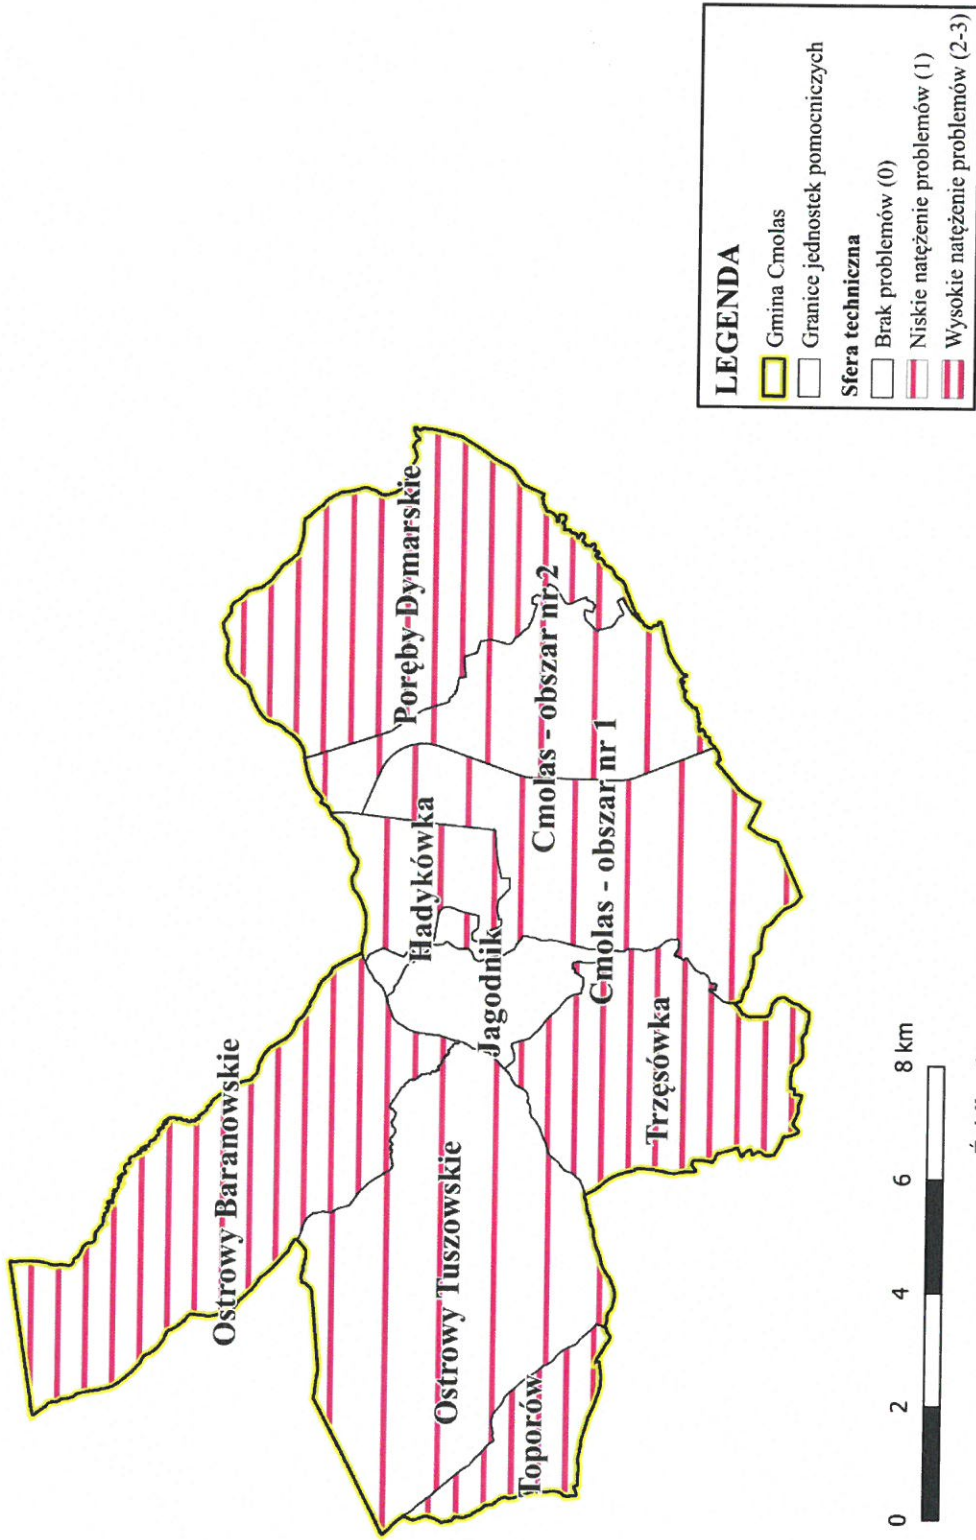 Ostrowy Baranowskie
Poręby Dymarskie
Hadykówka
Ostrowy Tuszowskie
Jagodnik
Toporów
Cmolas - obszar nr 2
Cmolas - obszar nr 1
Trzęsówka
0 2 4 6 8 km
LEGENDA
Gmina Cmolas
Granice jednostek pomocniczych
Sfera techniczna
Brak problemów (0)
Niskie natężenie problemów (1)
Wysokie natężenie problemów (2-3)